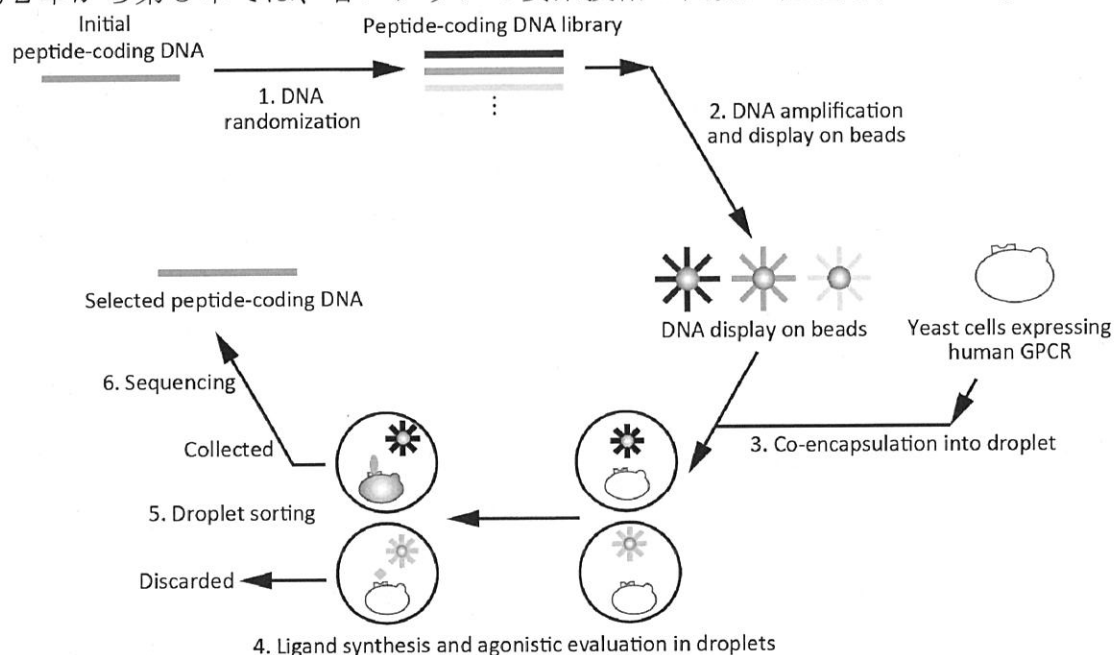 Initial
peptide-coding DNA
Peptide-coding DNA library
1. DNA
randomization
2. DNA amplification
and display on beads
Selected peptide-coding DNA
DNA display on beads
Yeast cells expressing
human GPCR
6. Sequencing
Collected
3. Co-encapsulation into droplet
5. Droplet sorting
Discarded
4. Ligand synthesis and agonistic evaluation in droplets